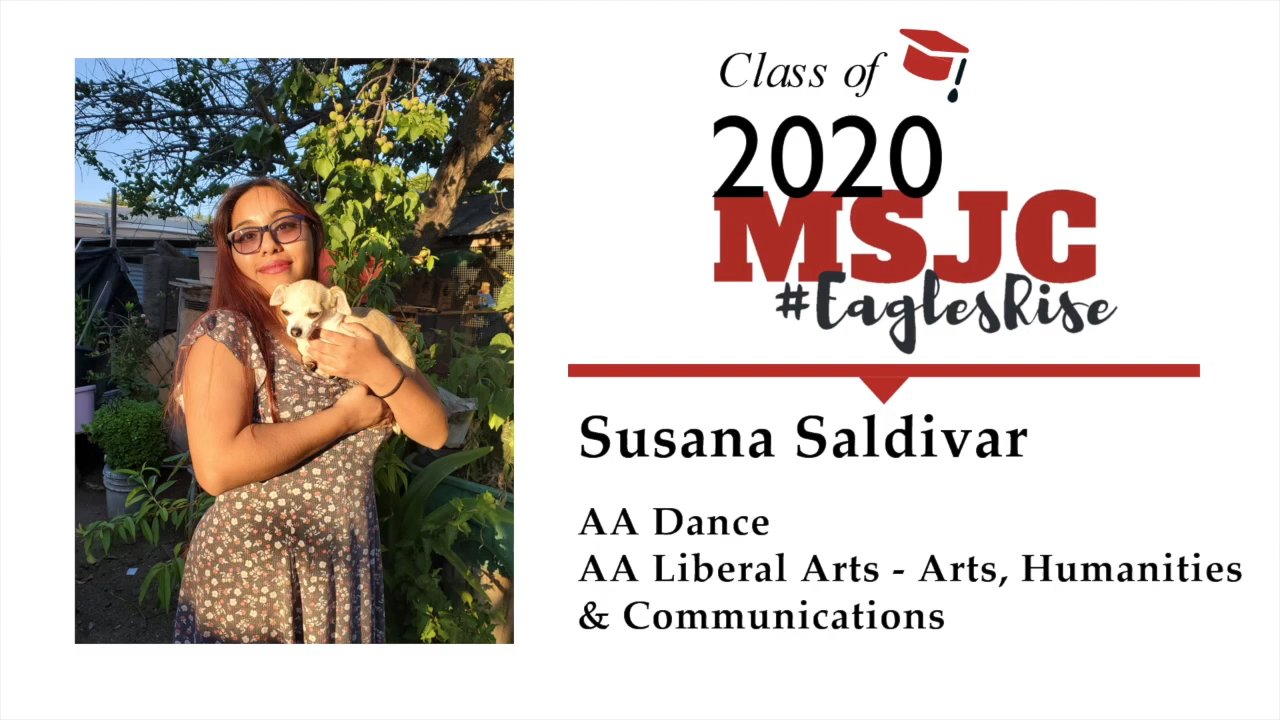 Class of
2020
MSJC
#EaglesRise
Susana Saldivar
AA Dance
AA Liberal Arts - Arts, Humanities
& Communications